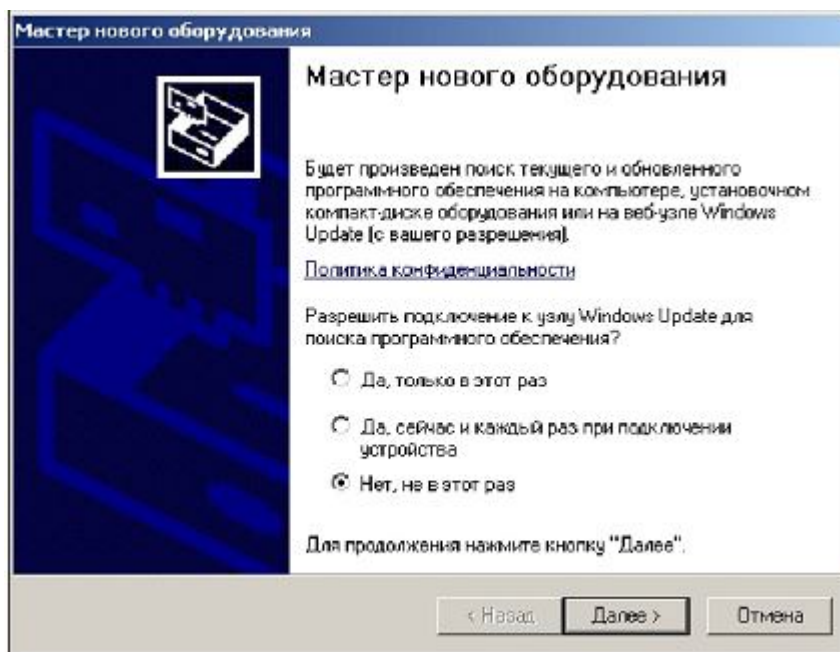 Мастер нового оборудования
Мастер нового оборудования
Будет произведен поиск текущего и обновленного
программного обеспечения на компьютере, установочном
компакт-диске оборудования или на веб-узле Windows
Update (с вашего разрешения).
Политика конфиденциальности
Разрешить подключение к узлу Windows Update для
поиска программного обеспечения?
Да, только в этот раз
Да, сейчас и каждый раз при подключении
устройства
Нет, не в этот раз
Для продолжения нажмите кнопку "Далее".
< Назад Далее > Отмена